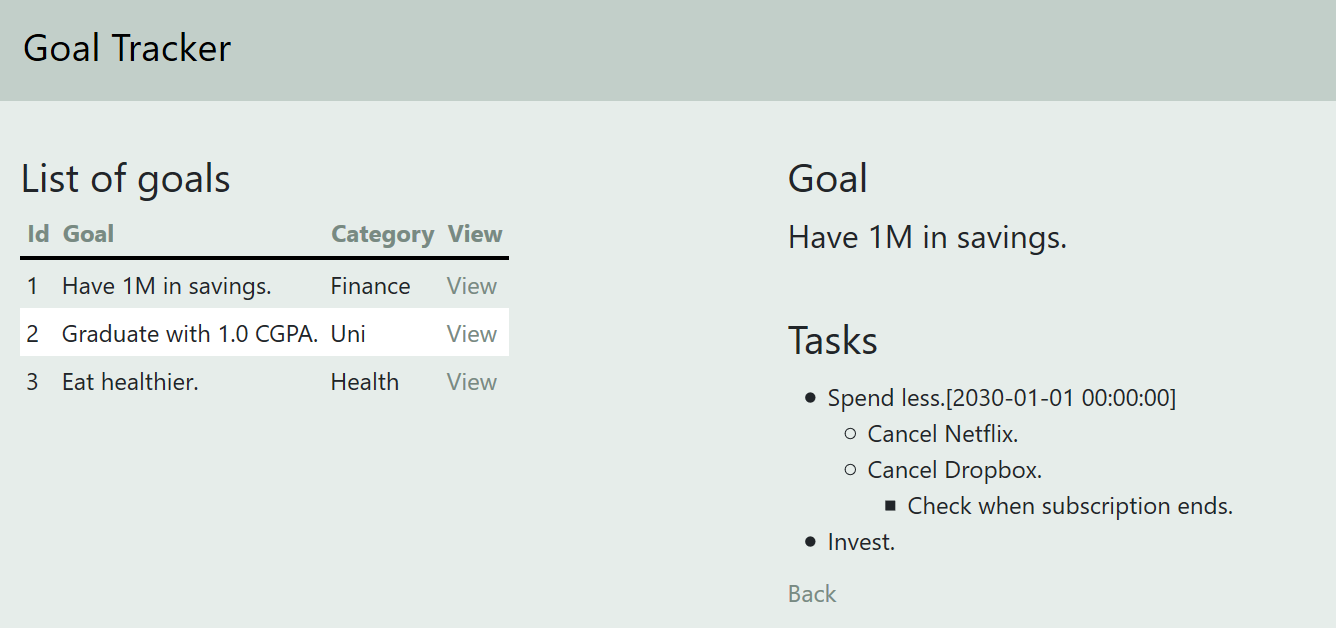 Goal Tracker
List of goals
Id Goal Category View
1 Have 1M in savings. Finance View
2 Graduate with 1.0 CGPA. Uni View
3 Eat healthier. Health View
Goal
Have 1M in savings.
Tasks
Spend less.[2030-01-01 00:00:00]
Cancel Netflix.
Cancel Dropbox.
Check when subscription ends.
Invest.
Back